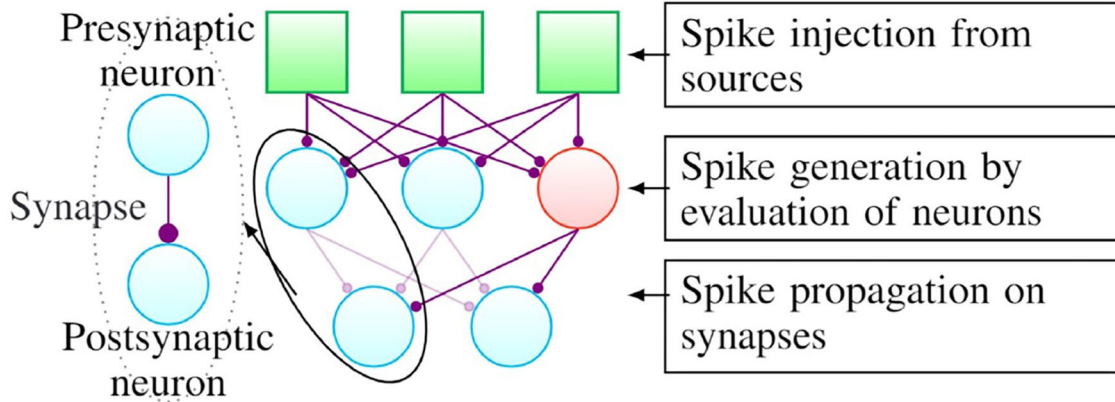 Presynaptic
neuron
Synapse
Postsynaptic
neuron
Spike injection from
sources
Spike generation by
evaluation of neurons
Spike propagation on
synapses